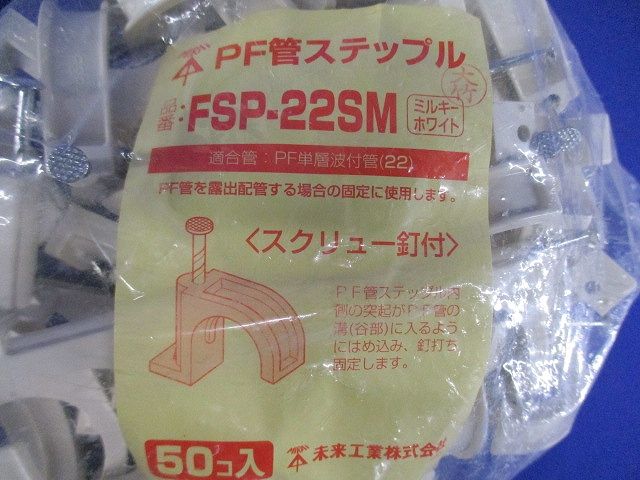 PF管ステップル
品番:FSP-22SM ミルキーホワイト
適合管:PF単層波付管(22)
PF管を露出配管する場合の固定に使用します。
〈スクリュー釘付〉
PF管ステップル内
側の突起がPF管の
溝(谷部)に入るよう
にはめ込み、釘打ち
固定します。
50コ入 未来工業株式会社